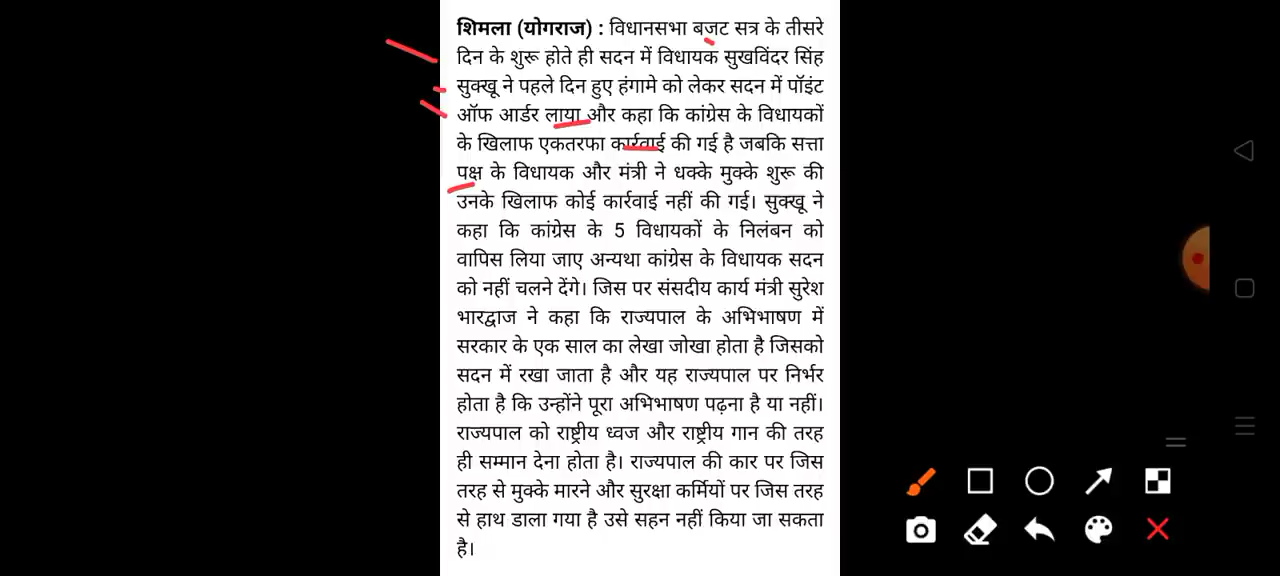 शिमला (योगराज) : विधानसभा बजट सत्र के तीसरे
दिन के शुरू होते ही सदन में विधायक सुखविंदर सिंह
सुक्खू ने पहले दिन हुए हंगामे को लेकर सदन में पॉइंट
ऑफ आर्डर लाया और कहा कि कांग्रेस के विधायकों
के खिलाफ एकतरफा कार्रवाई की गई है जबकि सत्ता
पक्ष के विधायक और मंत्री ने धक्के मुक्के शुरू की
उनके खिलाफ कोई कार्रवाई नहीं की गई। सुक्खू ने
कहा कि कांग्रेस के 5 विधायकों के निलंबन को
वापिस लिया जाए अन्यथा कांग्रेस के विधायक सदन
को नहीं चलने देंगे। जिस पर संसदीय कार्य मंत्री सुरेश
भारद्वाज ने कहा कि राज्यपाल के अभिभाषण में
सरकार के एक साल का लेखा जोखा होता है जिसको
सदन में रखा जाता है और यह राज्यपाल पर निर्भर
होता है कि उन्होंने पूरा अभिभाषण पढ़ना है या नहीं।
राज्यपाल को राष्ट्रीय ध्वज और राष्ट्रीय गान की तरह
ही सम्मान देना होता है। राज्यपाल की कार पर जिस
तरह से मुक्के मारने और सुरक्षा कर्मियों पर जिस तरह
से हाथ डाला गया है उसे सहन नहीं किया जा सकता
है।